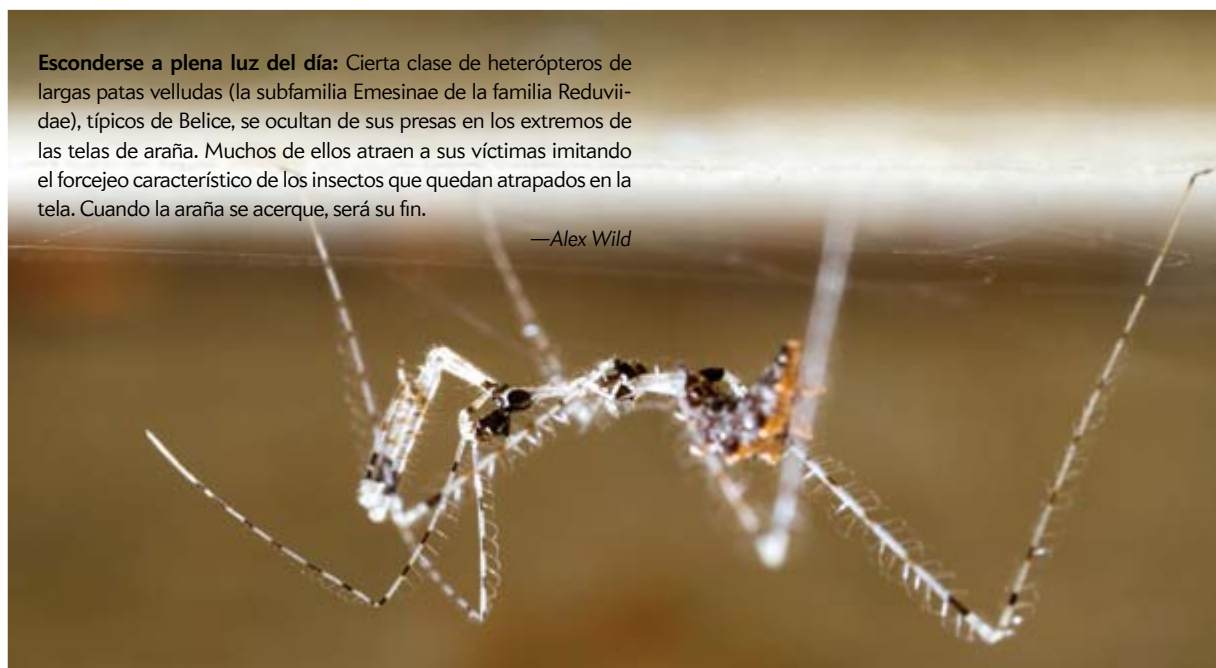 Esconderse a plena luz del día: Cierta clase de heterópteros de
largas patas velludas (la subfamilia Emesinae de la familia Reduvii-
dae), típicos de Belice, se ocultan de sus presas en los extremos de
las telas de araña. Muchos de ellos atraen a sus víctimas imitando
el forcejeo característico de los insectos que quedan atrapados en la
tela. Cuando la araña se acerque, será su fin.
—Alex Wild